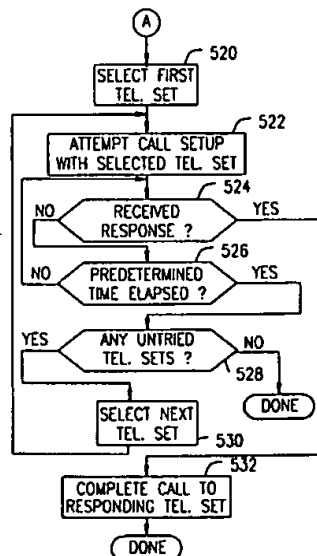 A
520
SELECT FIRST
TEL. SET
522
ATTEMPT CALL SETUP
WITH SELECTED TEL. SET
524
NO
RECEIVED
RESPONSE ?
YES
526
NO
PREDETERMINED
TIME ELAPSED ?
YES
YES
ANY UNTRIED
TEL. SETS ?
NO
528
DONE
SELECT NEXT
TEL. SET
530
532
COMPLETE CALL TO
RESPONDING TEL. SET
DONE